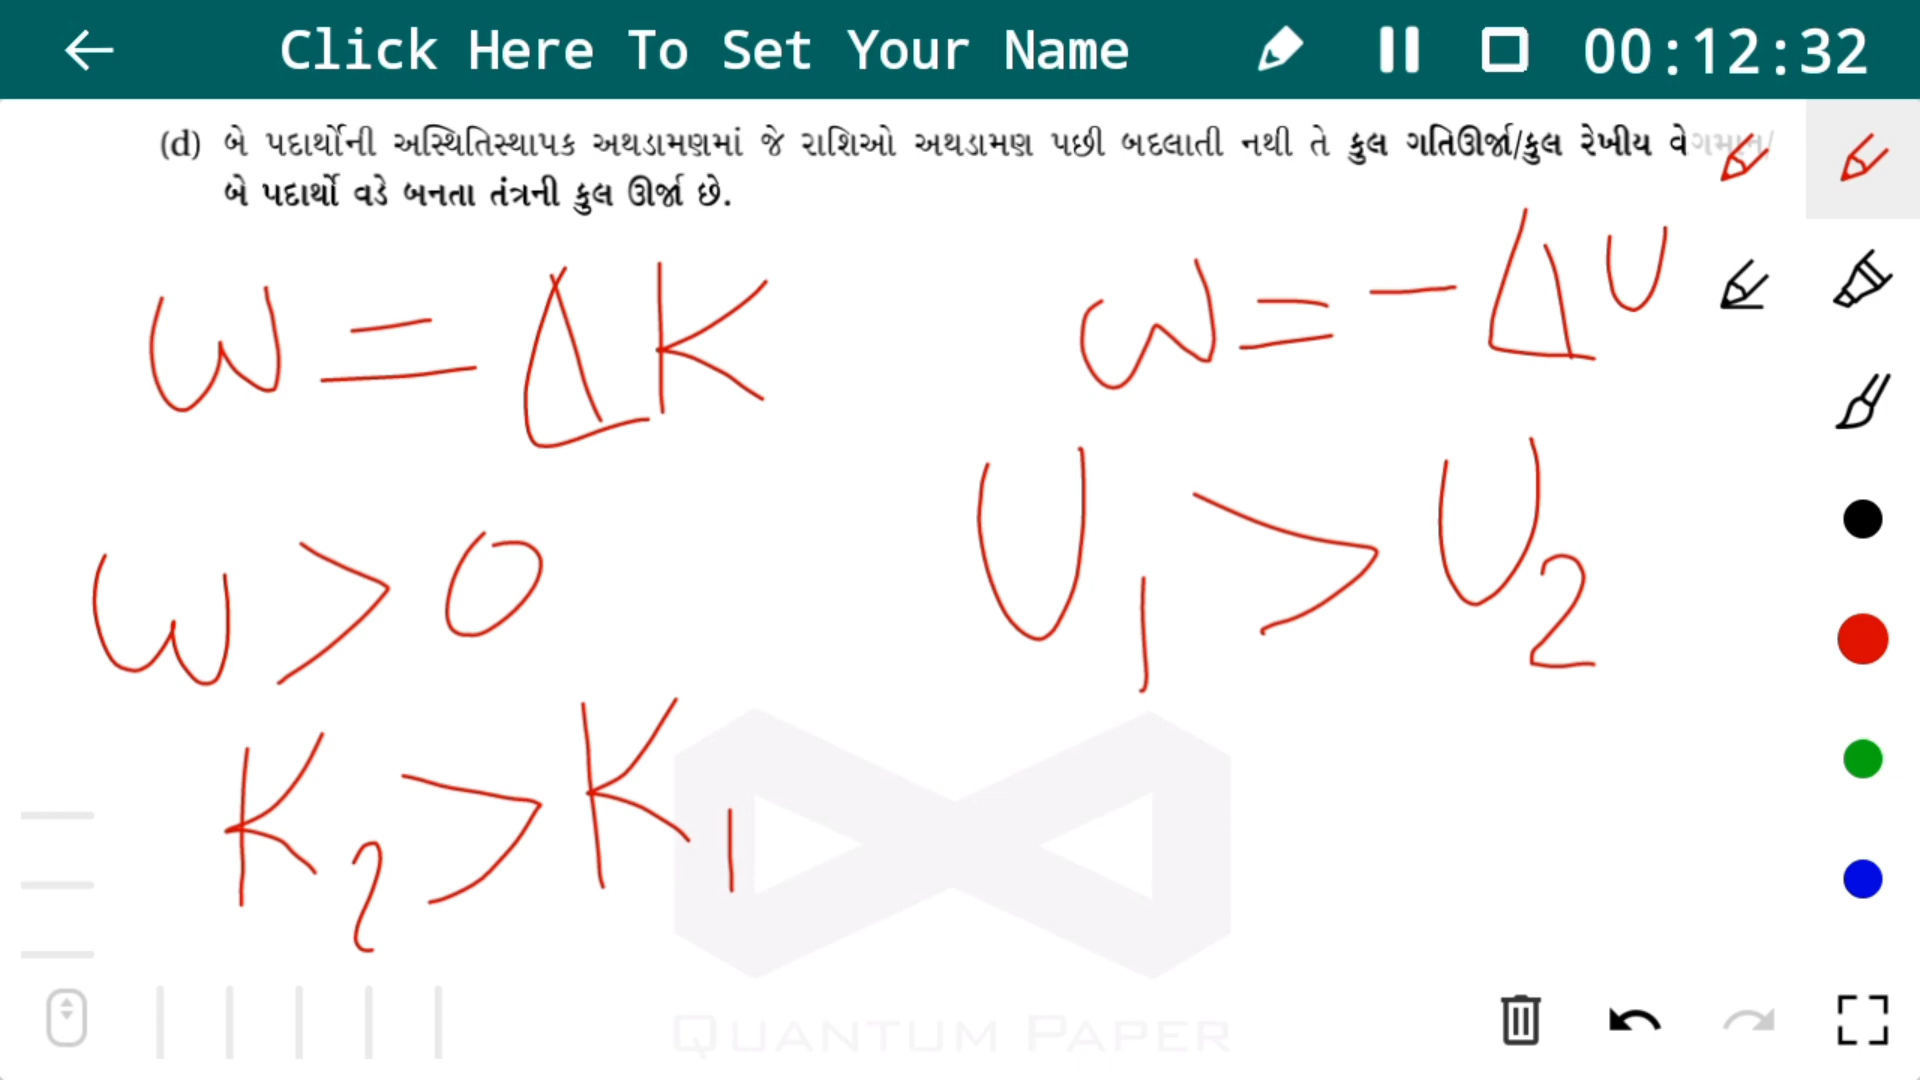 Click Here To Set Your Name 00:12:32
(d) બે પદાર્થોની અસ્થિતિસ્થાપક અથડામણમાં જે રાશિઓ અથડામણ પછી બદલાતી નથી તે કુલ ગતિઊર્જા/કુલ રેખીય વેગમાન/
બે પદાર્થો વડે બનતા તંત્રની કુલ ઊર્જા છે.
W = ΔK
W = -ΔU
W > 0
U1 > U2
K2 > K1
QUANTUM PAPER